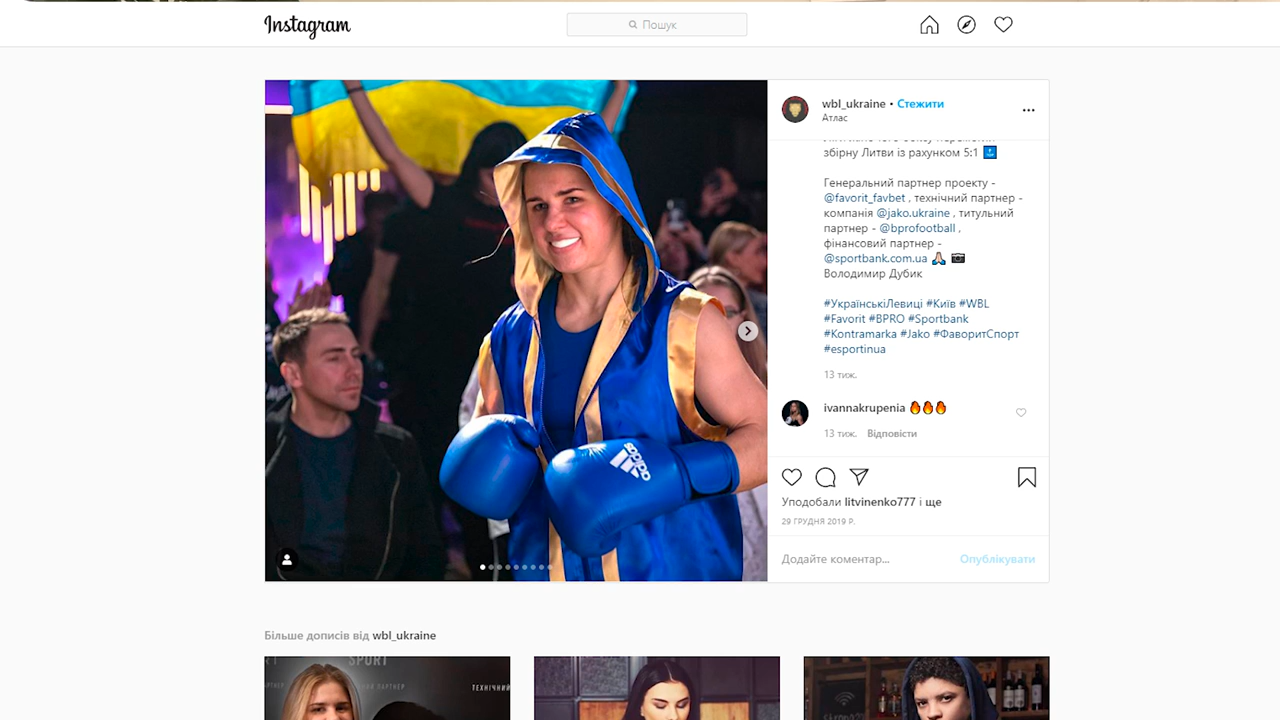 Instagram
Пошук
wbl_ukraine • Стежити
Атлас
збірну Литви із рахунком 5:1
Генеральний партнер проекту -
@favorit_favbet , технічний партнер -
компанія @jako.ukraine , титульний
партнер - @bprofootball ,
фінансовий партнер -
@sportbank.com.ua 🙏🏻 📷
Володимир Дубик
#УкраїнськіЛевиці #Київ #WBL
#Favorit #BPRO #Sportbank
#Kontramarka #Jako #ФаворитСпорт
#esportinua
13 тиж.
ivannakrupenia 🔥🔥🔥
13 тиж. Відповісти
adidas
Уподобали litvinenko777 і ще
29 ГРУДНЯ 2019 Р.
Додайте коментар... Опублікувати
Більше дописів від wbl_ukraine
SPORT
ПАРТНЕР
ТЕХНІЧНИЙ